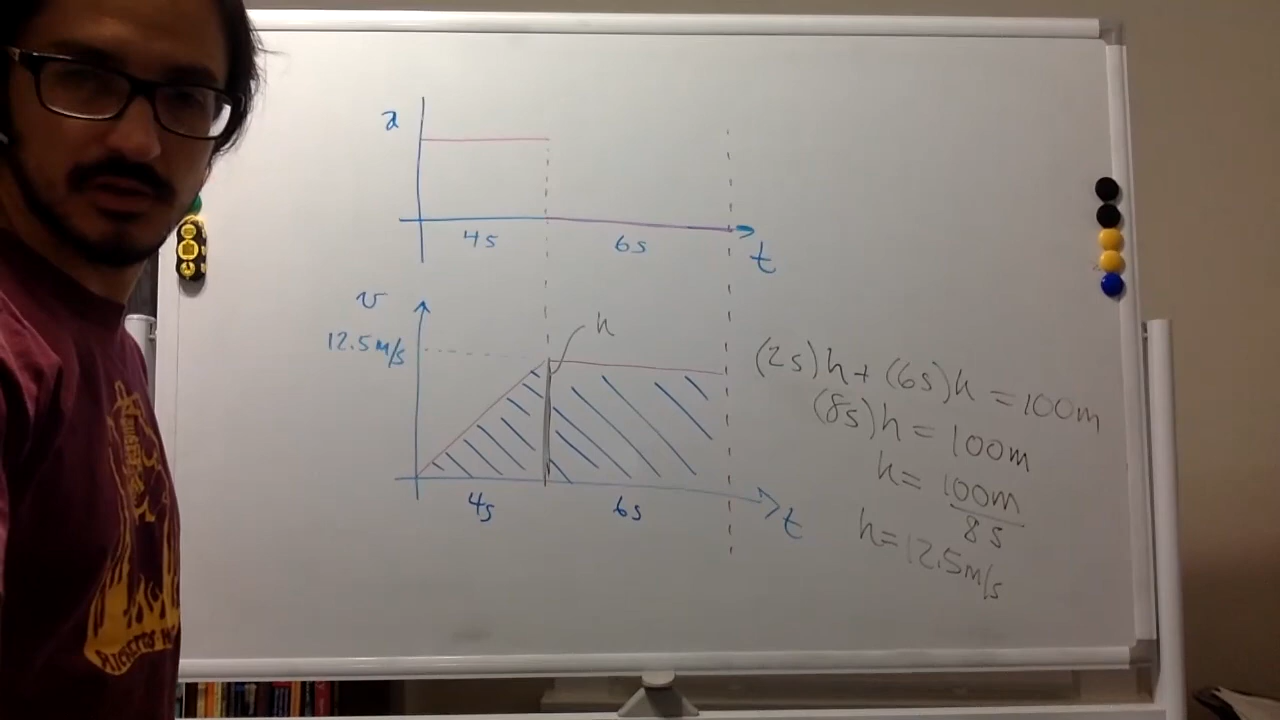 a
4s 6s t
v
12.5m/s
h
4s 6s t
(2s)h + (6s)h = 100m
(8s)h = 100m
h = 100m
8s
h = 12.5m/s